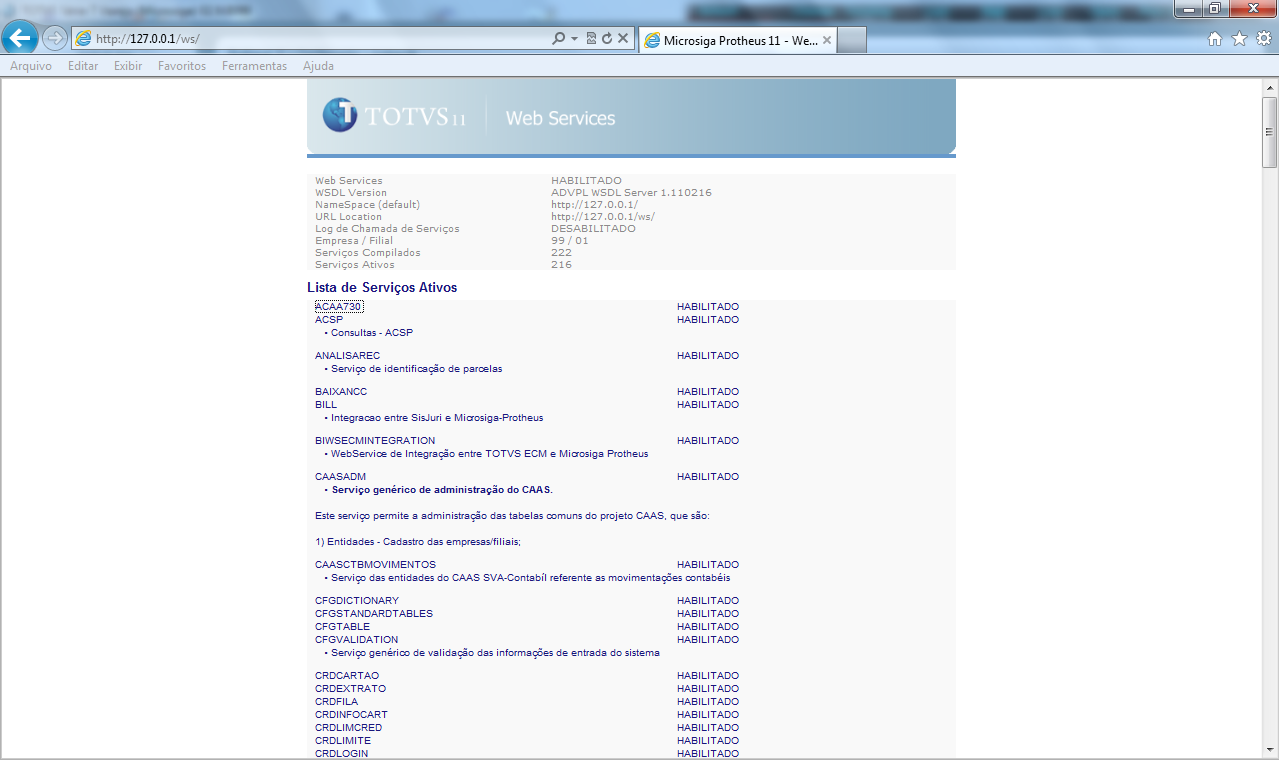 http://127.0.0.1/ws/
Microsiga Protheus 11 - We...
Arquivo Editar Exibir Favoritos Ferramentas Ajuda
TOTVS 11 Web Services
Web Services HABILITADO
WSDL Version ADVPL WSDL Server 1.110216
NameSpace (default) http://127.0.0.1/
URL Location http://127.0.0.1/ws/
Log de Chamada de Serviços DESABILITADO
Empresa / Filial 99 / 01
Serviços Compilados 222
Serviços Ativos 216
Lista de Serviços Ativos
ACAA730 HABILITADO
ACSP HABILITADO
• Consultas - ACSP
ANALISAREC HABILITADO
• Serviço de identificação de parcelas
BAIXANCC HABILITADO
BILL HABILITADO
• Integracao entre SisJuri e Microsiga-Protheus
BIWSECMINTEGRATION HABILITADO
• WebService de Integração entre TOTVS ECM e Microsiga Protheus
CAASADM HABILITADO
• Serviço genérico de administração do CAAS.
Este serviço permite a administração das tabelas comuns do projeto CAAS, que são:
1) Entidades - Cadastro das empresas/filiais;
CAASCTBMOVIMENTOS HABILITADO
• Serviço das entidades do CAAS SVA-Contabíl referente as movimentações contabéis
CFGDICTIONARY HABILITADO
CFGSTANDARDTABLES HABILITADO
CFGTABLE HABILITADO
CFGVALIDATION HABILITADO
• Serviço genérico de validação das informações de entrada do sistema
CRDCARTAO HABILITADO
CRDEXTRATO HABILITADO
CRDFILA HABILITADO
CRDINFOCART HABILITADO
CRDLIMCRED HABILITADO
CRDLIMITE HABILITADO
CRDLOGIN HABILITADO